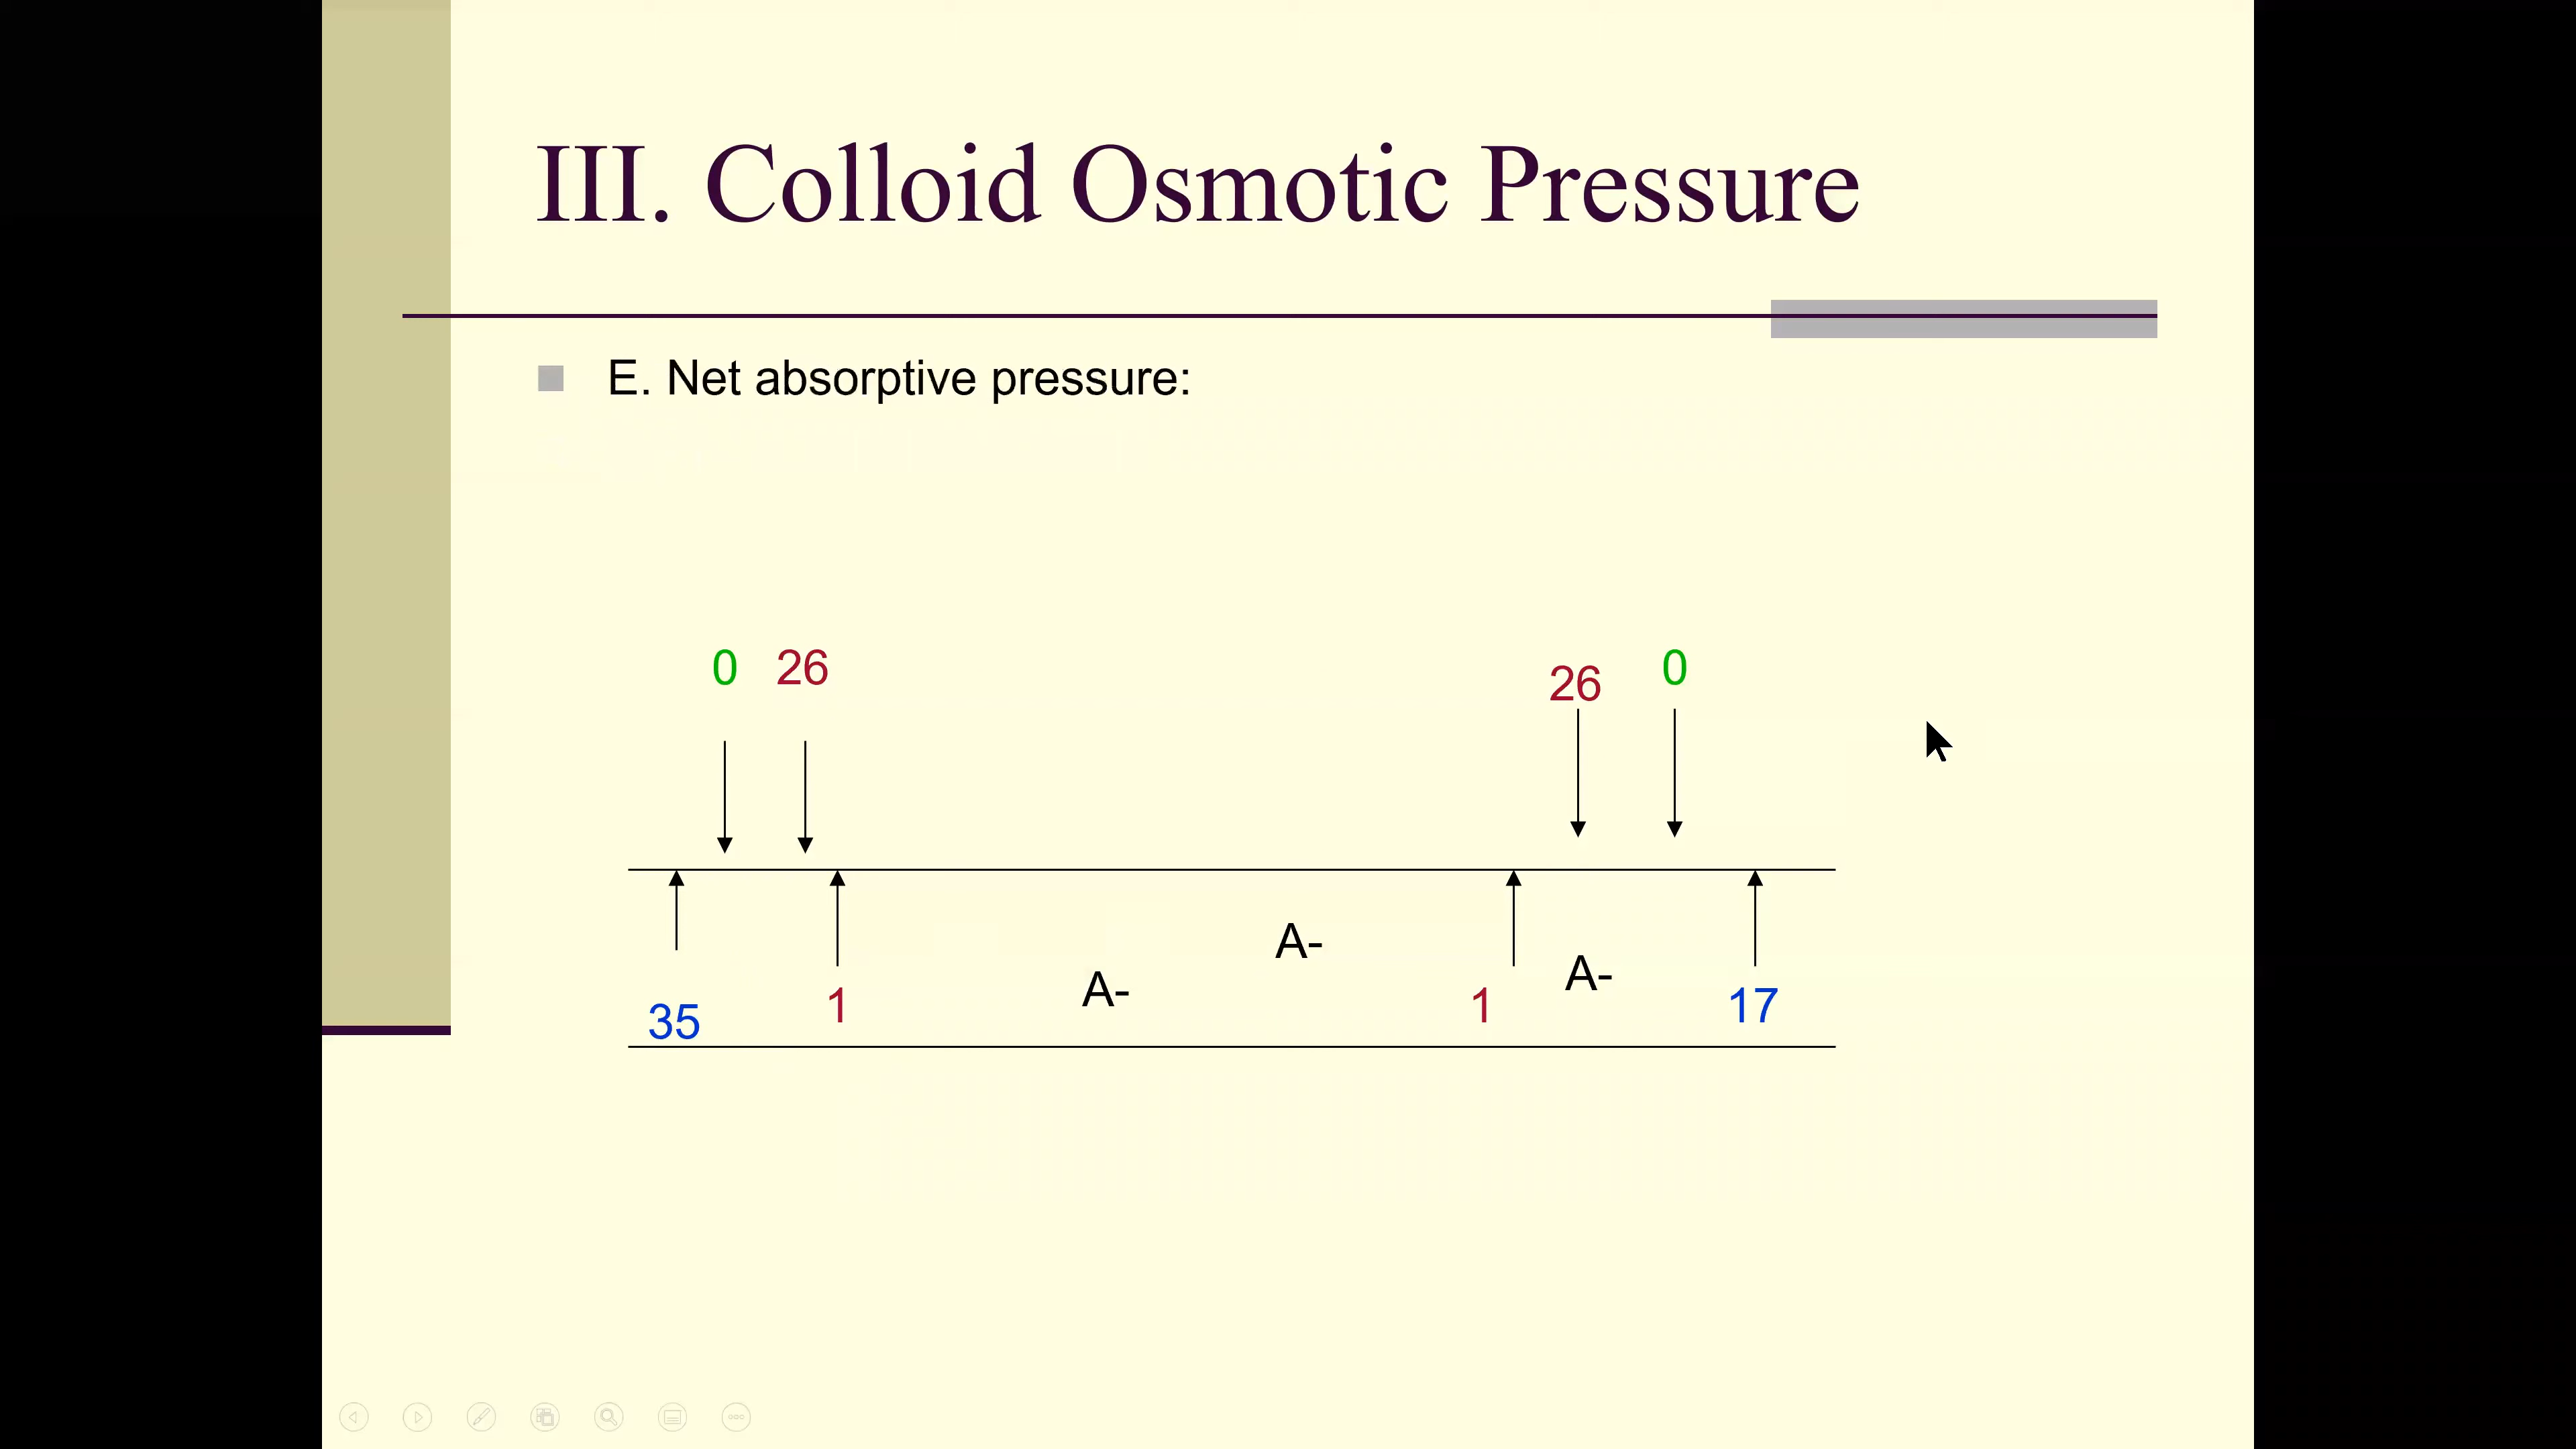 III. Colloid Osmotic Pressure
E. Net absorptive pressure:
0 26 26 0
A-
A- A-
35 1 1 17